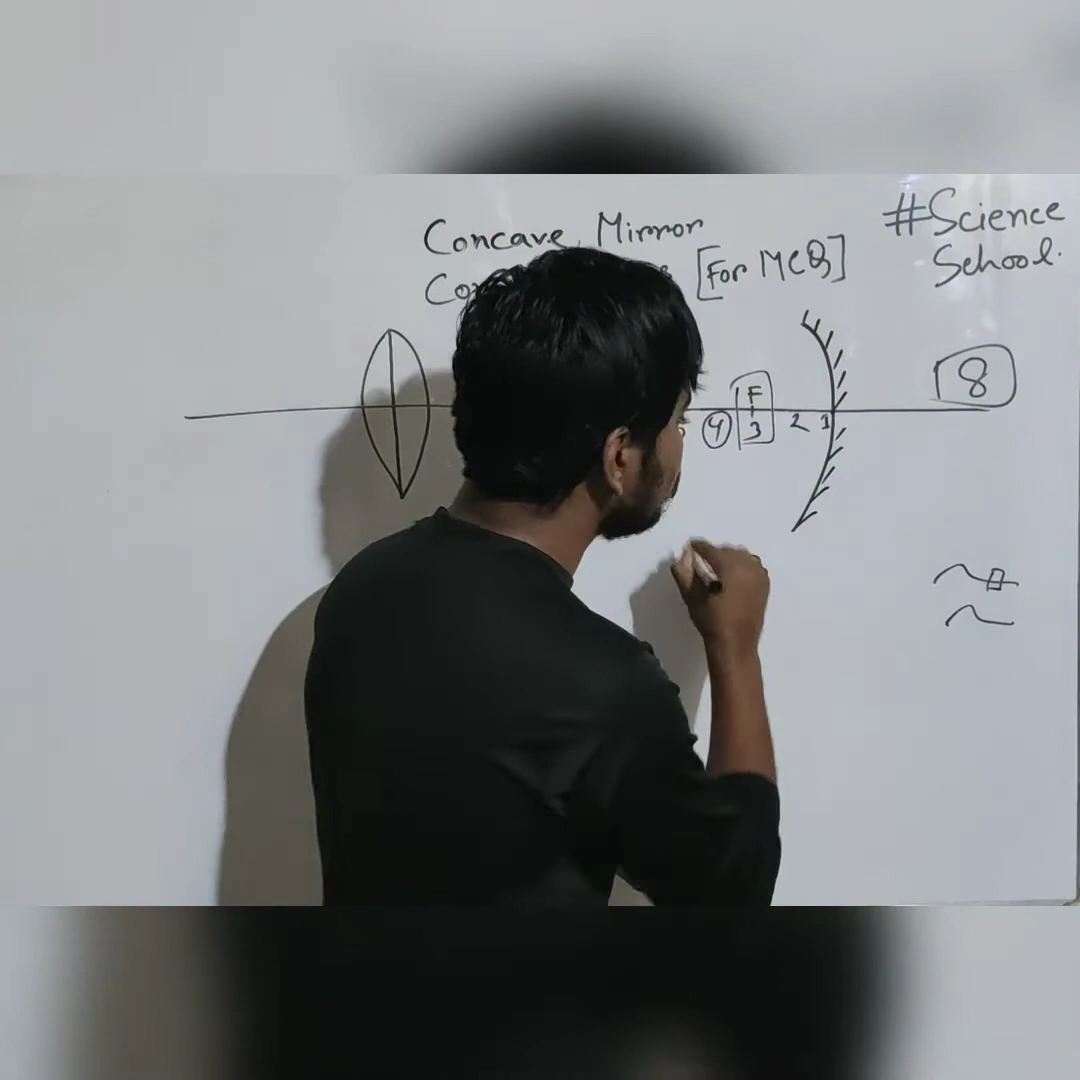 Concave Mirror
[For MCQ]
#Science
School.
8
F
4 3 2 1